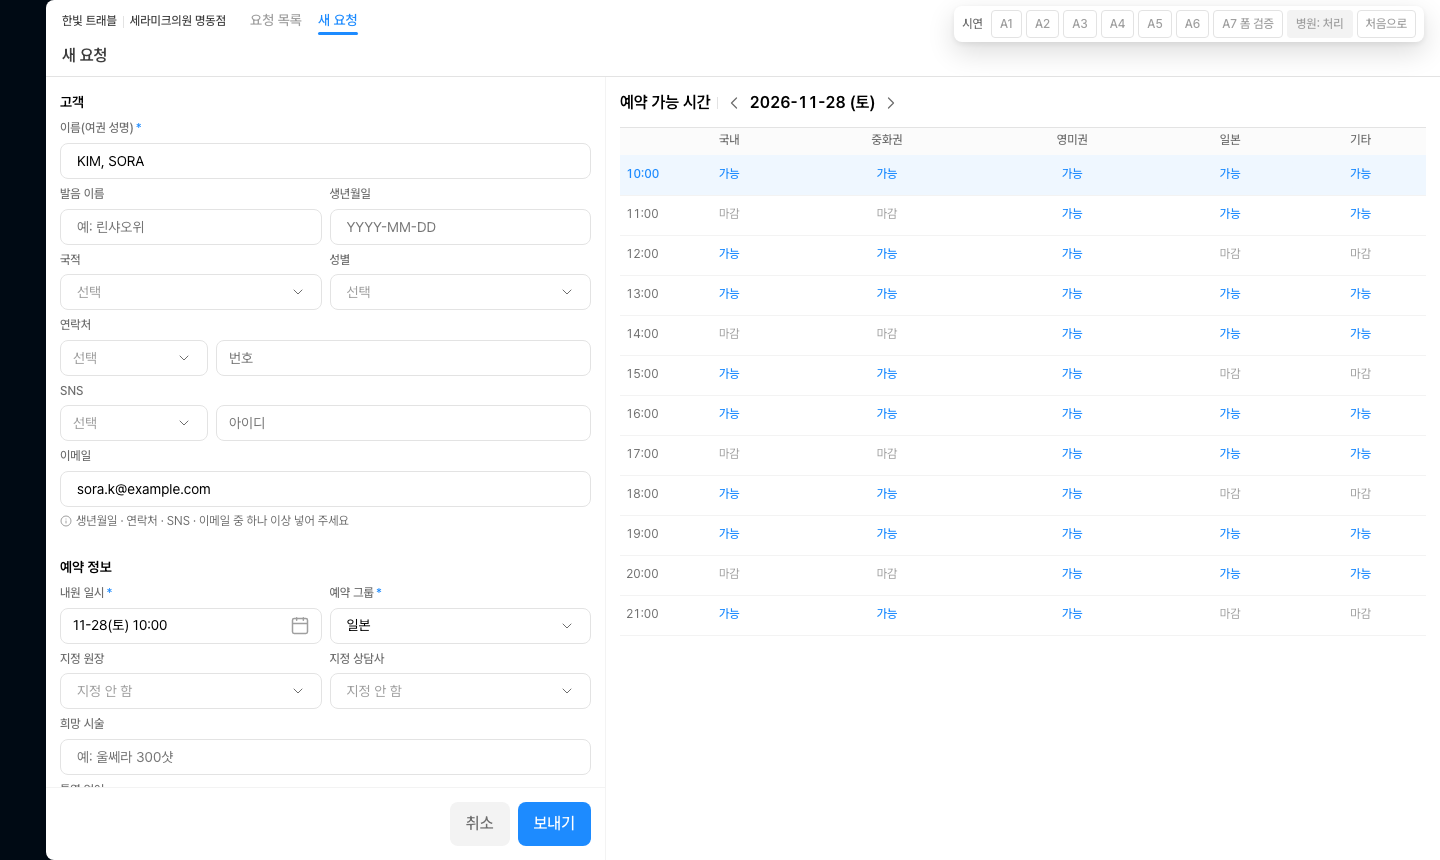 한빛 트래블 세라미크의원 명동점 요청 목록 새 요청
시연 A1 A2 A3 A4 A5 A6 A7 폼 검증 병원: 처리 처음으로
새 요청
고객
이름(여권 성명) *
KIM, SORA
발음 이름 생년월일
예: 린샤오위 YYYY-MM-DD
국적 성별
선택 선택
연락처
선택 번호
SNS
선택 아이디
이메일
sora.k@example.com
생년월일 · 연락처 · SNS · 이메일 중 하나 이상 넣어 주세요
예약 정보
내원 일시 * 예약 그룹 *
11-28(토) 10:00 일본
지정 원장 지정 상담사
지정 안 함 지정 안 함
희망 시술
예: 울쎄라 300샷
취소 보내기
예약 가능 시간 2026-11-28 (토)
국내 중화권 영미권 일본 기타
10:00 가능 가능 가능 가능 가능
11:00 마감 마감 가능 가능 가능
12:00 가능 가능 가능 마감 마감
13:00 가능 가능 가능 가능 가능
14:00 마감 마감 가능 가능 가능
15:00 가능 가능 가능 마감 마감
16:00 가능 가능 가능 가능 가능
17:00 마감 마감 가능 가능 가능
18:00 가능 가능 가능 마감 마감
19:00 가능 가능 가능 가능 가능
20:00 마감 마감 가능 가능 가능
21:00 가능 가능 가능 마감 마감